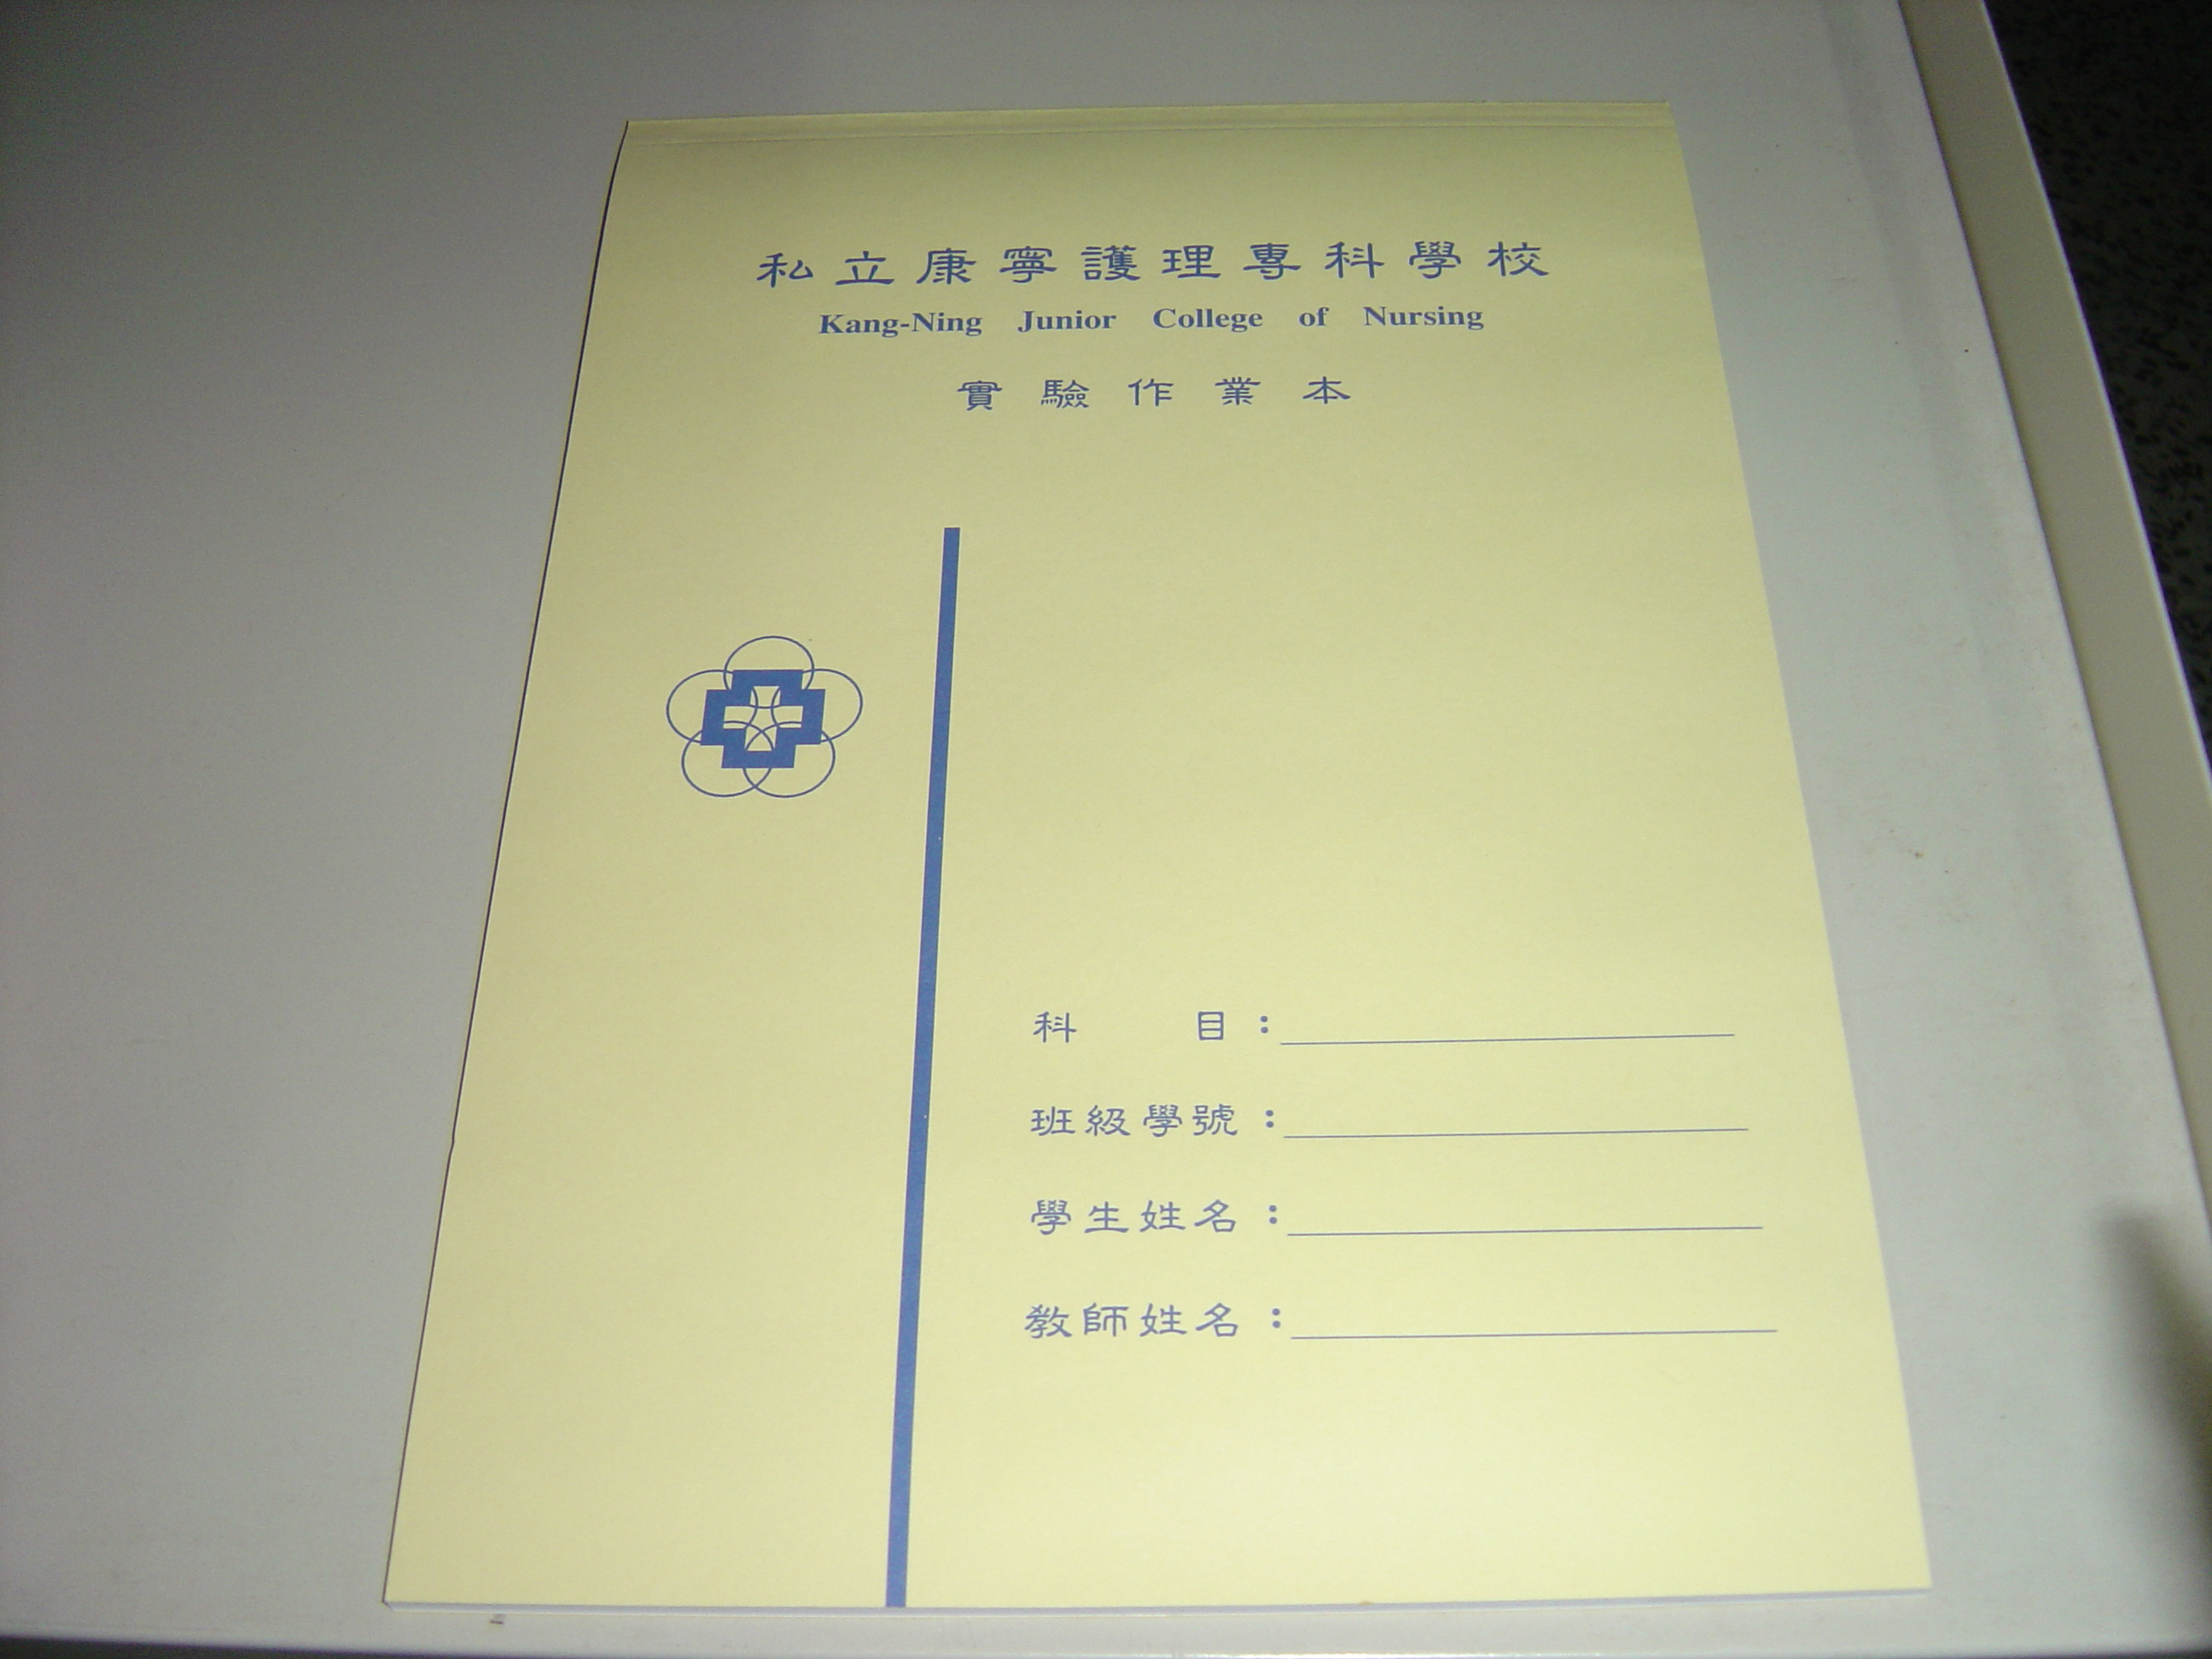 私立康寧護理專科學校
Kang-Ning Junior College of Nursing
實驗作業本
科 目：
班級學號：
學生姓名：
教師姓名：